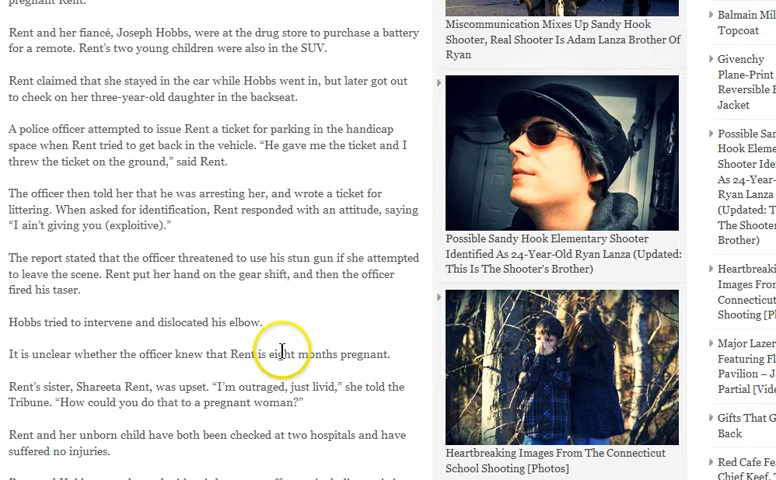 pregnant Rent.
Rent and her fiancé, Joseph Hobbs, were at the drug store to purchase a battery
for a remote. Rent's two young children were also in the SUV.
Rent claimed that she stayed in the car while Hobbs went in, but later got out
to check on her three-year-old daughter in the backseat.
A police officer attempted to issue Rent a ticket for parking in the handicap
space when Rent tried to get back in the vehicle. “He gave me the ticket and I
threw the ticket on the ground,” said Rent.
The officer then told her that he was arresting her, and wrote a ticket for
littering. When asked for identification, Rent responded with an attitude, saying
“I ain't giving you (exploitive).”
The report stated that the officer threatened to use his stun gun if she attempted
to leave the scene. Rent put her hand on the gear shift, and then the officer
fired his taser.
Hobbs tried to intervene and dislocated his elbow.
It is unclear whether the officer knew that Rent is eight months pregnant.
Rent's sister, Shareeta Rent, was upset. “I'm outraged, just livid,” she told the
Tribune. “How could you do that to a pregnant woman?”
Rent and her unborn child have both been checked at two hospitals and have
suffered no injuries.
Miscommunication Mixes Up Sandy Hook
Shooter, Real Shooter Is Adam Lanza Brother Of
Ryan
Possible Sandy Hook Elementary Shooter
Identified As 24-Year-Old Ryan Lanza (Updated:
This Is The Shooter's Brother)
Heartbreaking Images From The Connecticut
School Shooting [Photos]
Balmain Mil
Topcoat
Givenchy
Plane-Print
Reversible B
Jacket
Possible San
Hook Eleme
Shooter Ide
As 24-Year-
Ryan Lanza
(Updated: T
The Shooter
Brother)
Heartbreaki
Images From
Connecticut
Shooting [P
Major Lazer
Featuring Fl
Pavilion – Ja
Partial [Vide
Gifts That G
Back
Red Cafe Fe
Chief Keef, T